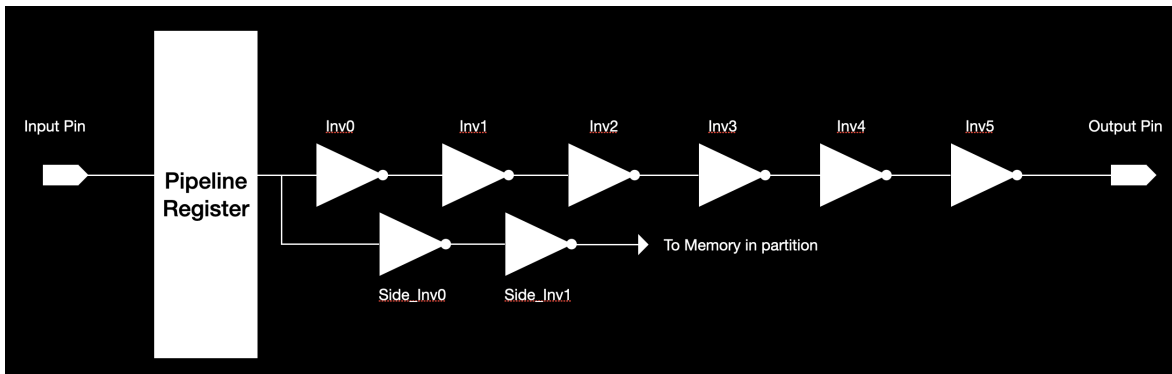 Input Pin
Inv0
Inv1
Inv2
Inv3
Inv4
Inv5
Output Pin
Pipeline
Register
To Memory in partition
Side_Inv0
Side_Inv1